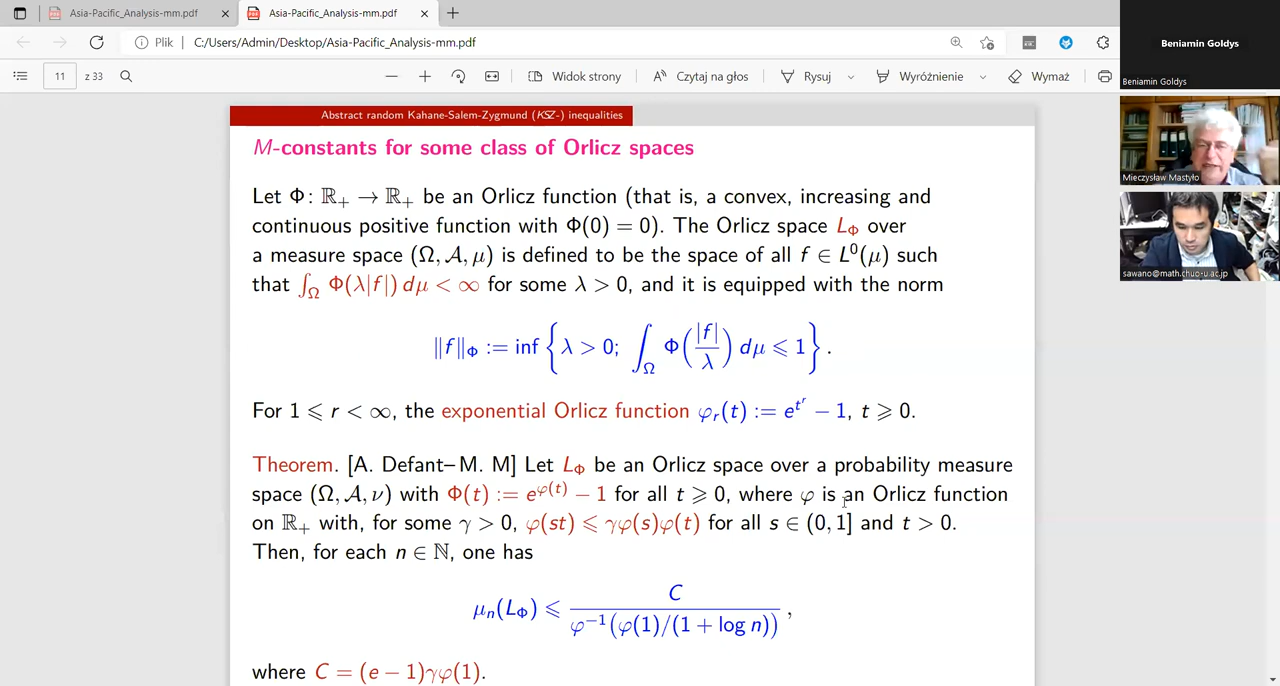 Asia-Pacific_Analysis-mm.pdf
Asia-Pacific_Analysis-mm.pdf
Plik C:/Users/Admin/Desktop/Asia-Pacific_Analysis-mm.pdf
11 z 33 Widok strony Czytaj na głos Rysuj Wyróżnienie Wymaż
Beniamin Goldys
Beniamin Goldys
Mieczysław Mastyło
sawano@math.chuo-u.ac.jp
Abstract random Kahane-Salem-Zygmund (KSZ-) inequalities
M-constants for some class of Orlicz spaces
Let Φ: ℝ₊ → ℝ₊ be an Orlicz function (that is, a convex, increasing and
continuous positive function with Φ(0) = 0). The Orlicz space L_Φ over
a measure space (Ω, 𝒜, μ) is defined to be the space of all f ∈ L⁰(μ) such
that ∫_Ω Φ(λ|f|) dμ < ∞ for some λ > 0, and it is equipped with the norm
‖f‖_Φ := inf { λ > 0; ∫_Ω Φ(|f|/λ) dμ ⩽ 1 } .
For 1 ⩽ r < ∞, the exponential Orlicz function φ_r(t) := e^{t^r} − 1, t ⩾ 0.
Theorem. [A. Defant– M. M] Let L_Φ be an Orlicz space over a probability measure
space (Ω, 𝒜, ν) with Φ(t) := e^{φ(t)} − 1 for all t ⩾ 0, where φ is an Orlicz function
on ℝ₊ with, for some γ > 0, φ(st) ⩽ γφ(s)φ(t) for all s ∈ (0, 1] and t > 0.
Then, for each n ∈ ℕ, one has
μ_n(L_Φ) ⩽ C / φ⁻¹(φ(1)/(1 + log n)) ,
where C = (e − 1)γφ(1).